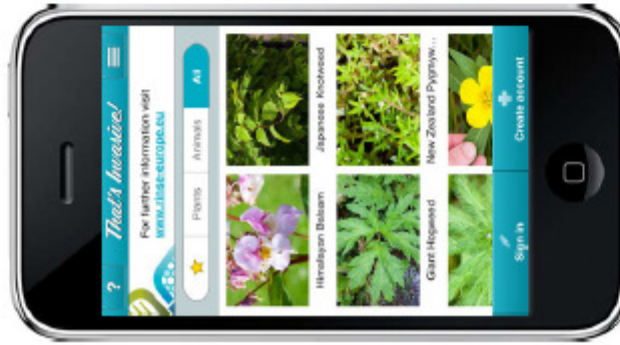 ? That's Invasive!
For further information visit
www.rinse-europe.eu
Plants Animals All
Himalayan Balsam Japanese Knotweed
Giant Hogweed New Zealand Pygmyw...
Sign in Create account